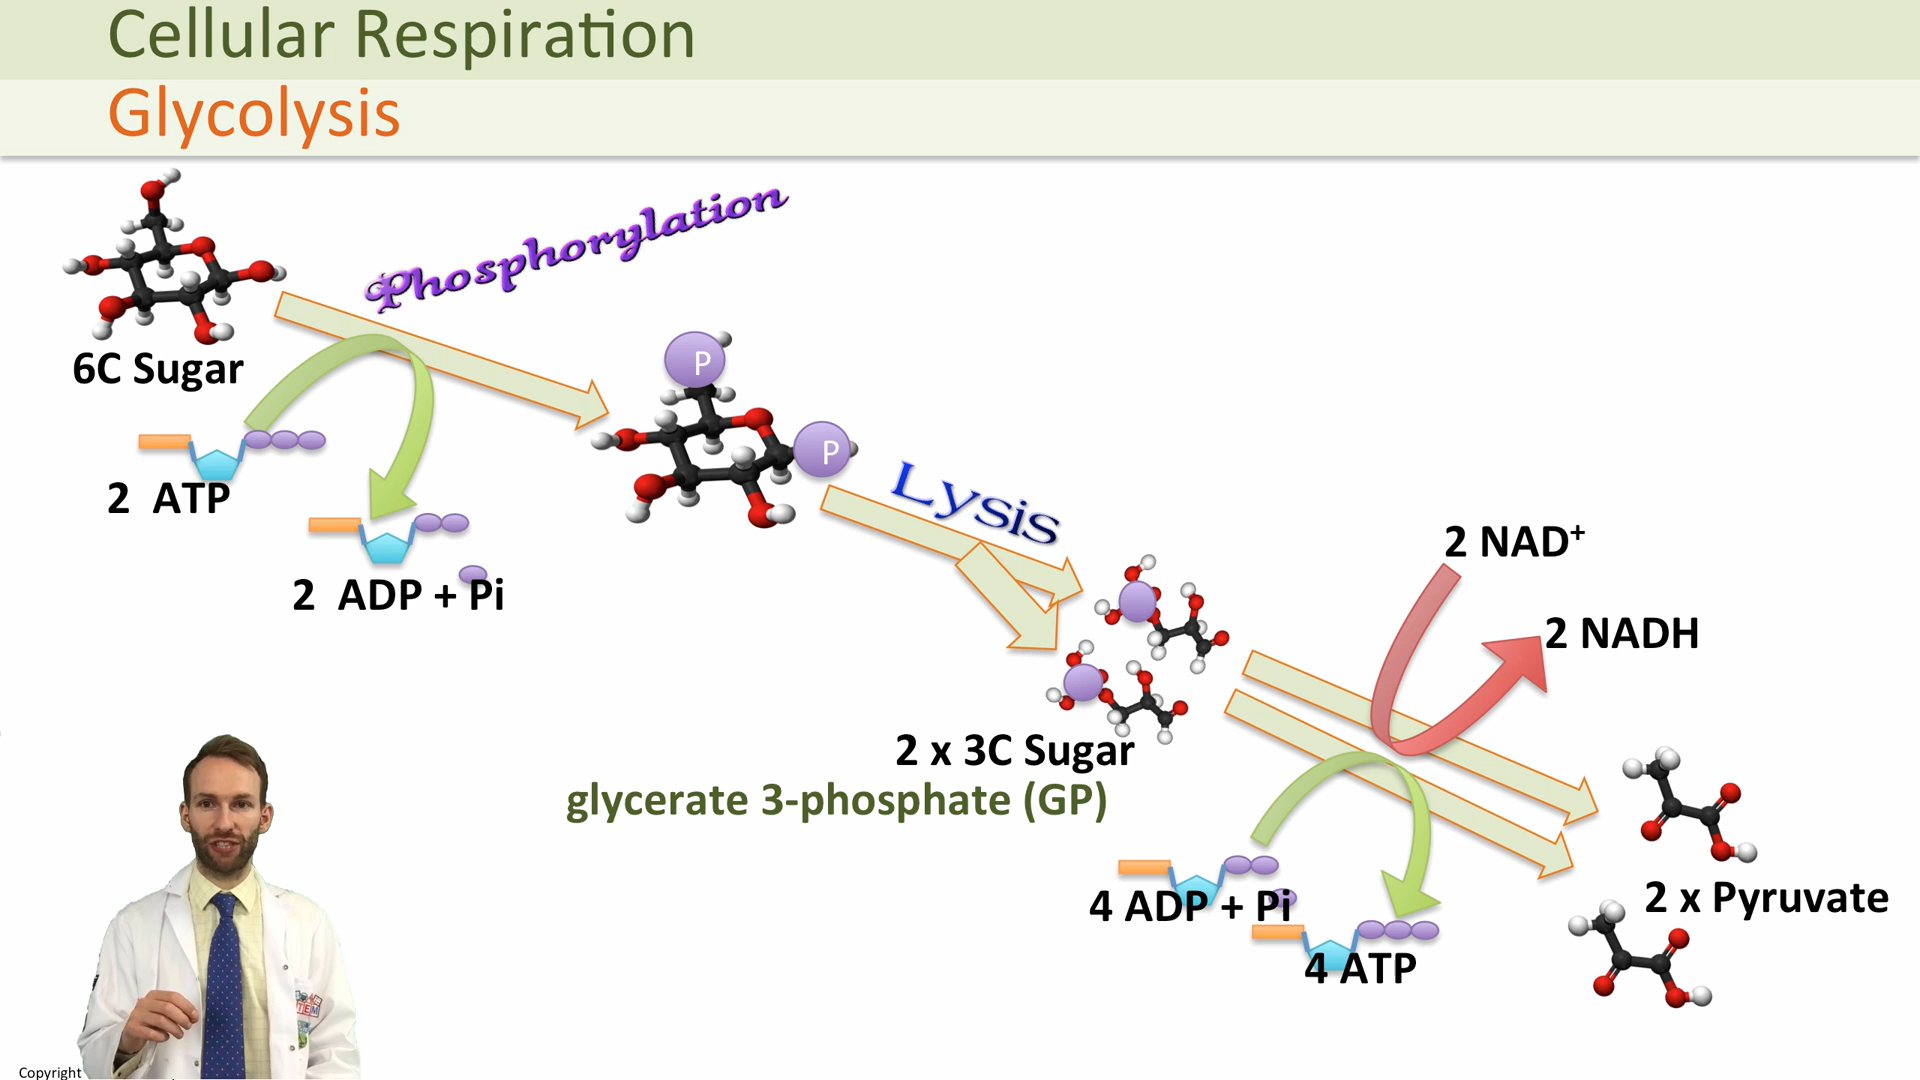 Cellular Respiration
Glycolysis
Phosphorylation
6C Sugar
P
P
2 ATP
Lysis
2 ADP + Pi
2 NAD⁺
2 NADH
2 x 3C Sugar
glycerate 3-phosphate (GP)
4 ADP + Pi
2 x Pyruvate
4 ATP
Copyright